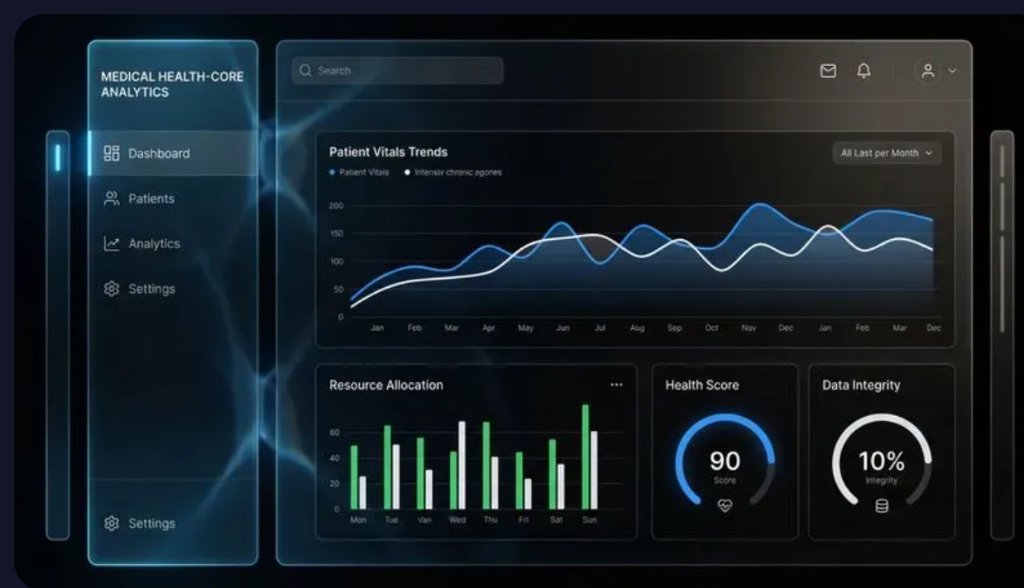 MEDICAL HEALTH-CORE
ANALYTICS
Dashboard
Patients
Analytics
Settings
Settings
Search
Patient Vitals Trends
All Last per Month
Patient Vitals
Intensiv chronic agones
200
150
100
50
0
Jan Feb Mar Apr May Jun Jul Aug Sep Oct Nov Dec Jan Feb Mar Dec
Resource Allocation
60
40
20
0
Mon Tue Van Wed Thu Fri Sat Sun
Health Score
90
Score
Data Integrity
10%
Integrity